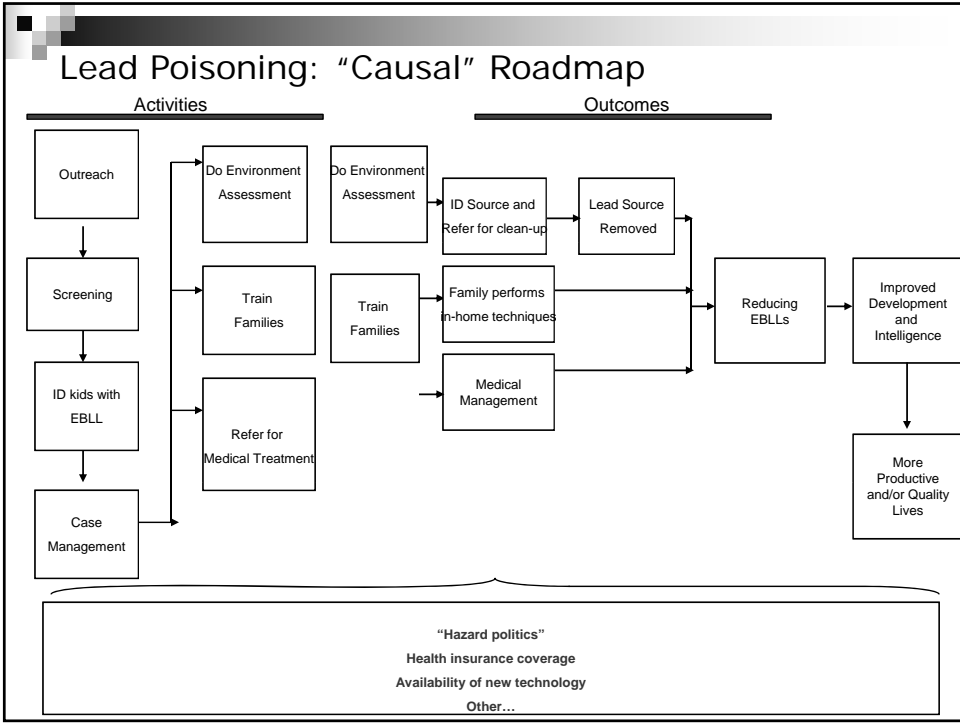 Lead Poisoning: “Causal” Roadmap
Activities
Outcomes
Outreach
Screening
ID kids with
EBLL
Case
Management
Do Environment
Assessment
Train
Families
Refer for
Medical Treatment
Do Environment
Assessment
Train
Families
ID Source and
Refer for clean-up
Family performs
in-home techniques
Medical
Management
Lead Source
Removed
Reducing
EBLLs
Improved
Development
and
Intelligence
More
Productive
and/or Quality
Lives
“Hazard politics”
Health insurance coverage
Availability of new technology
Other…